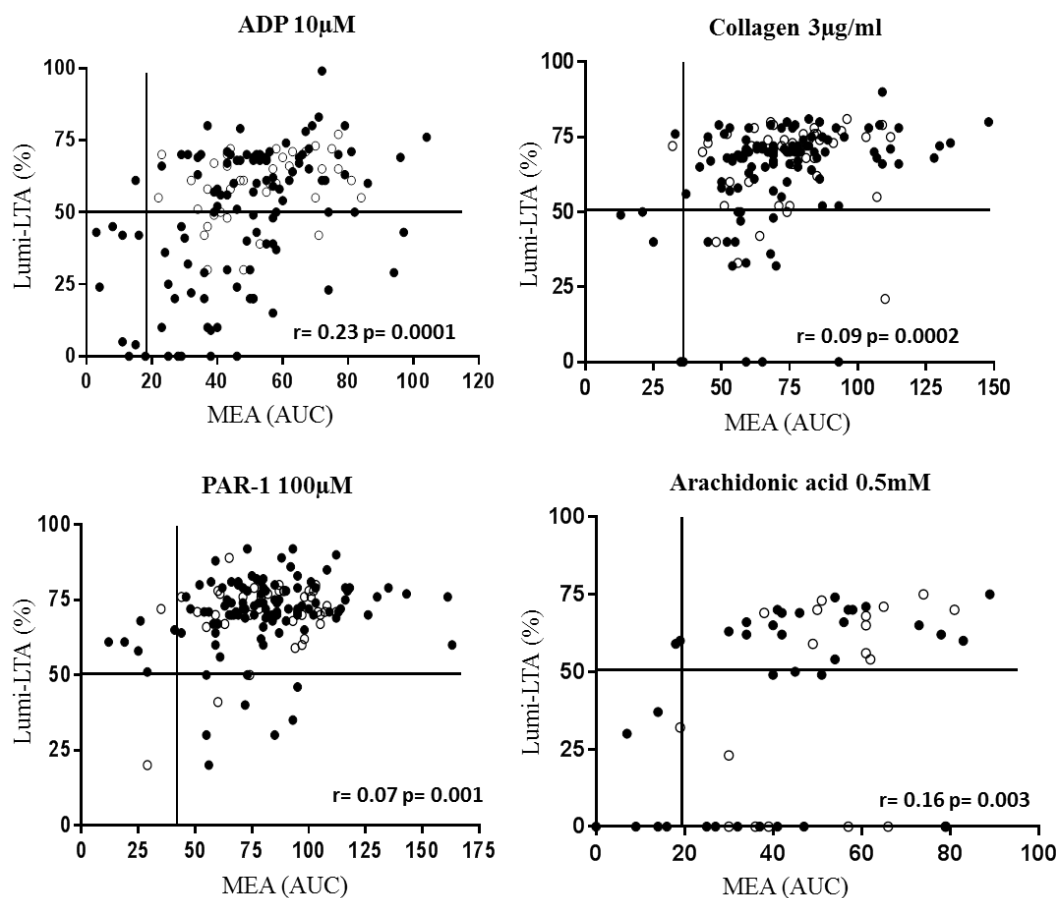 ADP 10µM
Lumi-LTA (%)
100
75
50
25
0
0 20 40 60 80 100 120
MEA (AUC)
r= 0.23 p= 0.0001
Collagen 3µg/ml
Lumi-LTA (%)
100
75
50
25
0
0 25 50 75 100 125 150
MEA (AUC)
r= 0.09 p= 0.0002
PAR-1 100µM
Lumi-LTA (%)
100
75
50
25
0
0 25 50 75 100 125 150 175
MEA (AUC)
r= 0.07 p= 0.001
Arachidonic acid 0.5mM
Lumi-LTA (%)
100
75
50
25
0
0 20 40 60 80 100
MEA (AUC)
r= 0.16 p= 0.003